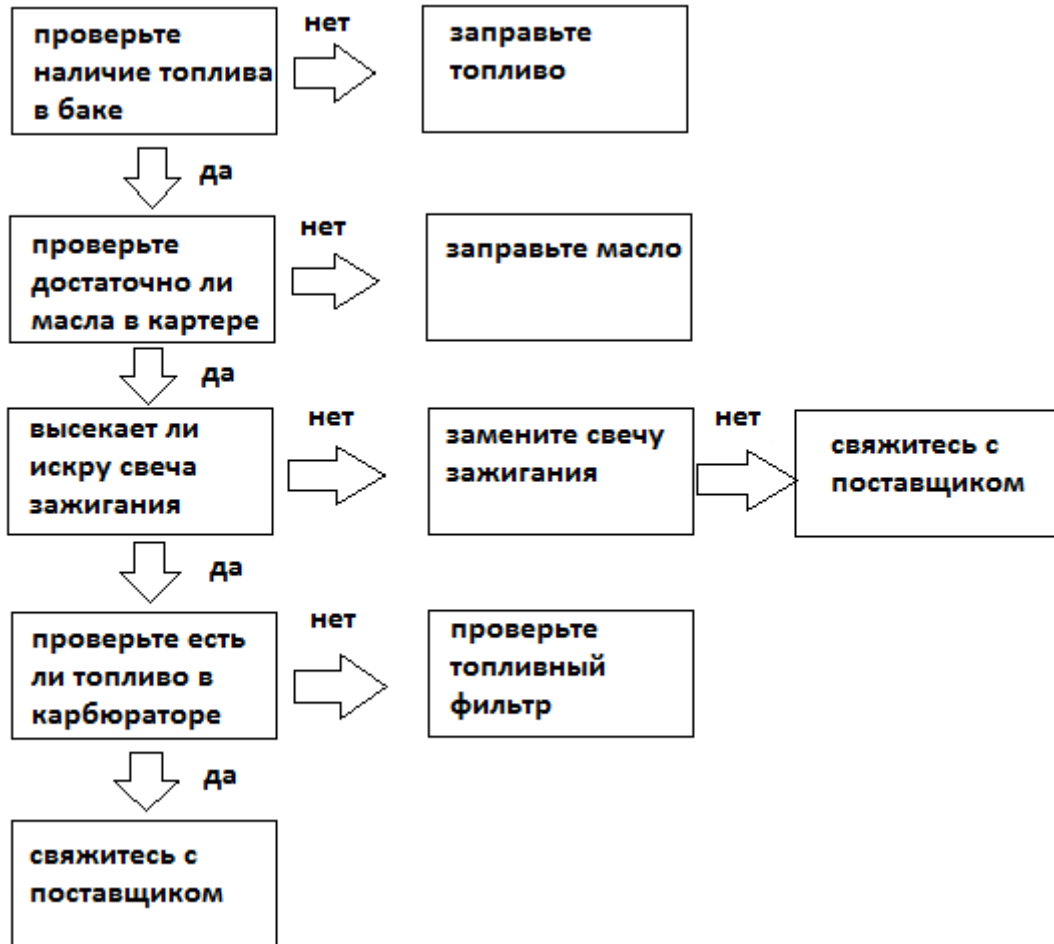 проверьте
наличие топлива
в баке
нет
заправьте
топливо
да
проверьте
достаточно ли
масла в картере
нет
заправьте масло
да
высекает ли
искру свеча
зажигания
нет
замените свечу
зажигания
нет
свяжитесь с
поставщиком
да
проверьте есть
ли топливо в
карбюраторе
нет
проверьте
топливный
фильтр
да
свяжитесь с
поставщиком